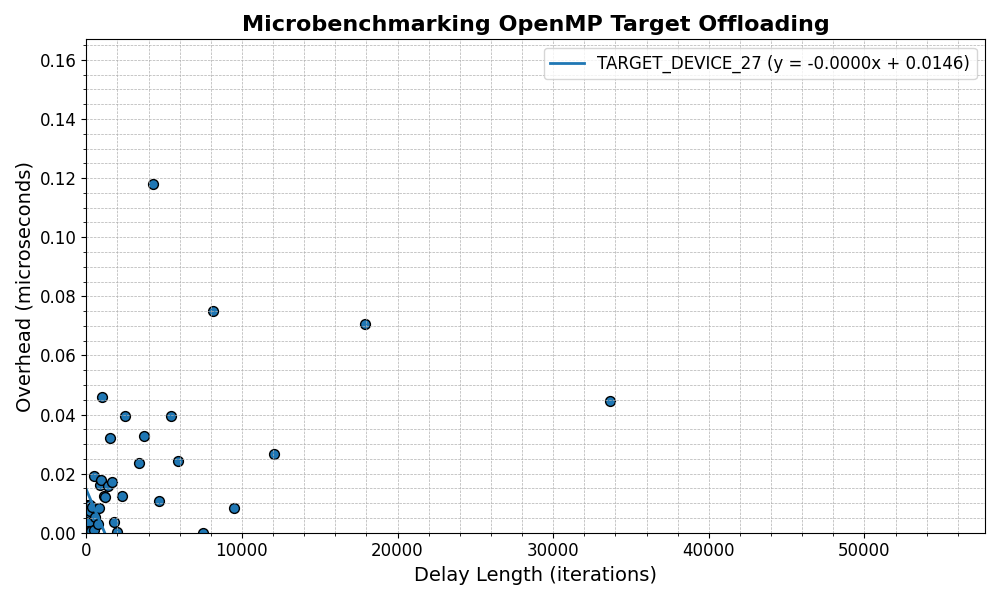 Microbenchmarking OpenMP Target Offloading
TARGET_DEVICE_27 (y = -0.0000x + 0.0146)
Overhead (microseconds)
0.16
0.14
0.12
0.10
0.08
0.06
0.04
0.02
0.00
0 10000 20000 30000 40000 50000
Delay Length (iterations)